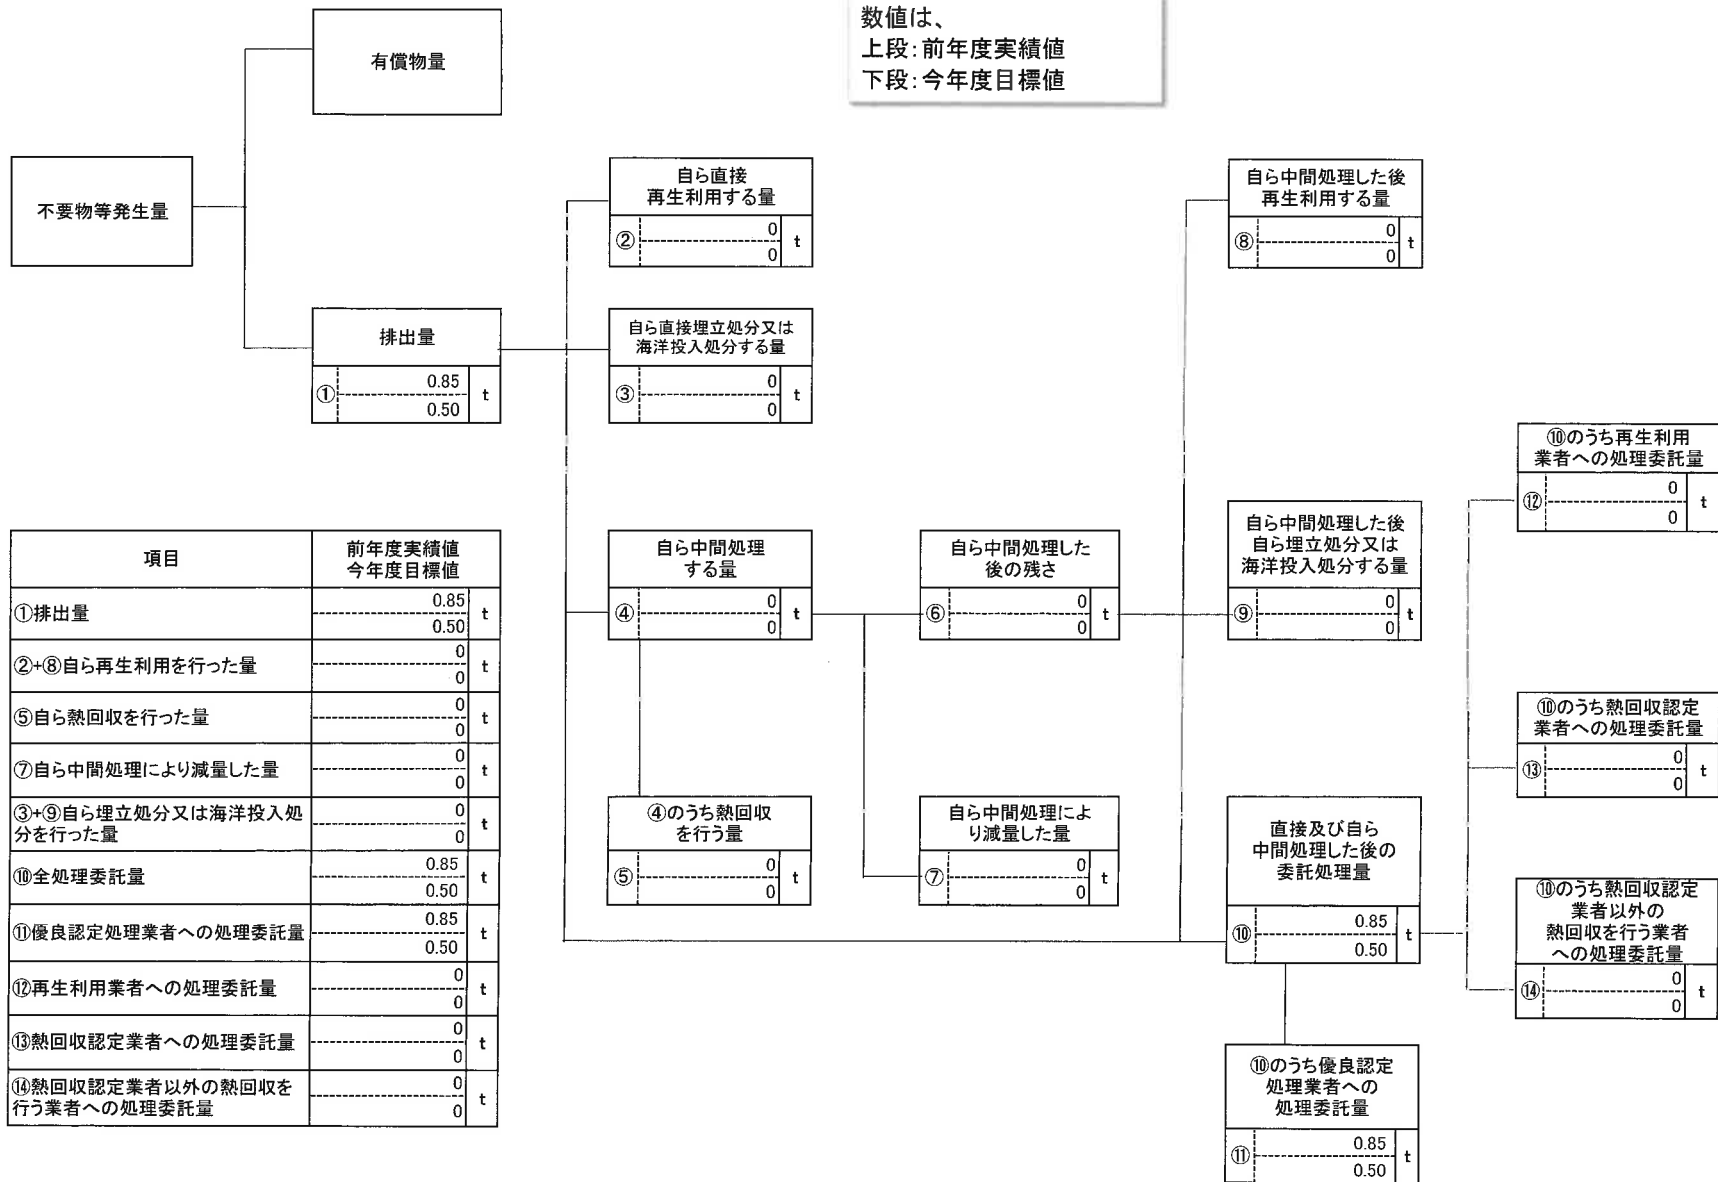 数値は、
上段:前年度実績値
下段:今年度目標値
有償物量
不要物等発生量
排出量
① 0.85 t
0.50
自ら直接
再生利用する量
② 0 t
0
自ら直接埋立処分又は
海洋投入処分する量
③ 0 t
0
自ら中間処理した後
再生利用する量
⑧ 0 t
0
自ら中間処理
する量
④ 0 t
0
自ら中間処理した
後の残さ
⑥ 0 t
0
自ら中間処理した後
自ら埋立処分又は
海洋投入処分する量
⑨ 0 t
0
④のうち熱回収
を行う量
⑤ 0 t
0
自ら中間処理によ
り減量した量
⑦ 0 t
0
直接及び自ら
中間処理した後の
委託処理量
⑩ 0.85 t
0.50
⑩のうち優良認定
処理業者への
処理委託量
⑪ 0.85 t
0.50
⑩のうち再生利用
業者への処理委託量
⑫ 0 t
0
⑩のうち熱回収認定
業者への処理委託量
⑬ 0 t
0
⑩のうち熱回収認定
業者以外の
熱回収を行う業者
への処理委託量
⑭ 0 t
0
項目 前年度実績値
今年度目標値
①排出量 0.85 t
0.50
②+⑧自ら再生利用を行った量 0 t
0
⑤自ら熱回収を行った量 0 t
0
⑦自ら中間処理により減量した量 0 t
0
③+⑨自ら埋立処分又は海洋投入処 0 t
分を行った量 0
⑩全処理委託量 0.85 t
0.50
⑪優良認定処理業者への処理委託量 0.85 t
0.50
⑫再生利用業者への処理委託量 0 t
0
⑬熱回収認定業者への処理委託量 0 t
0
⑭熱回収認定業者以外の熱回収を 0 t
行う業者への処理委託量 0